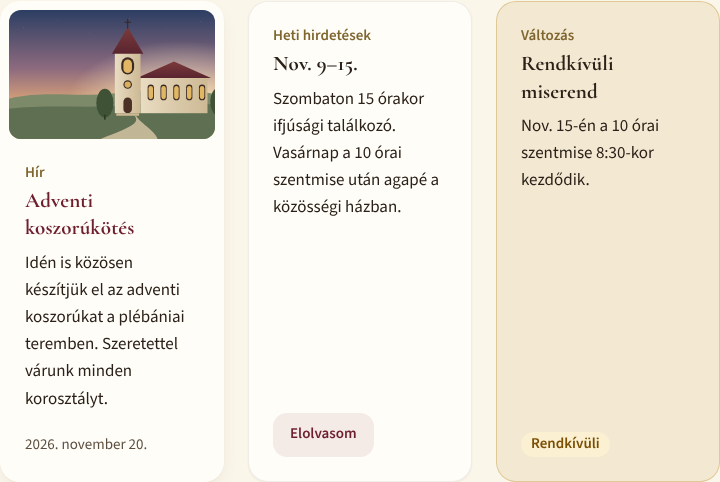 Hír
Adventi
koszorúkötés
Idén is közösen
készítjük el az adventi
koszorúkat a plébániai
teremben. Szeretettel
várunk minden
korosztályt.
2026. november 20.
Heti hirdetések
Nov. 9–15.
Szombaton 15 órakor
ifjúsági találkozó.
Vasárnap a 10 órai
szentmise után agapé a
közösségi házban.
Elolvasom
Változás
Rendkívüli
miserend
Nov. 15-én a 10 órai
szentmise 8:30-kor
kezdődik.
Rendkívüli